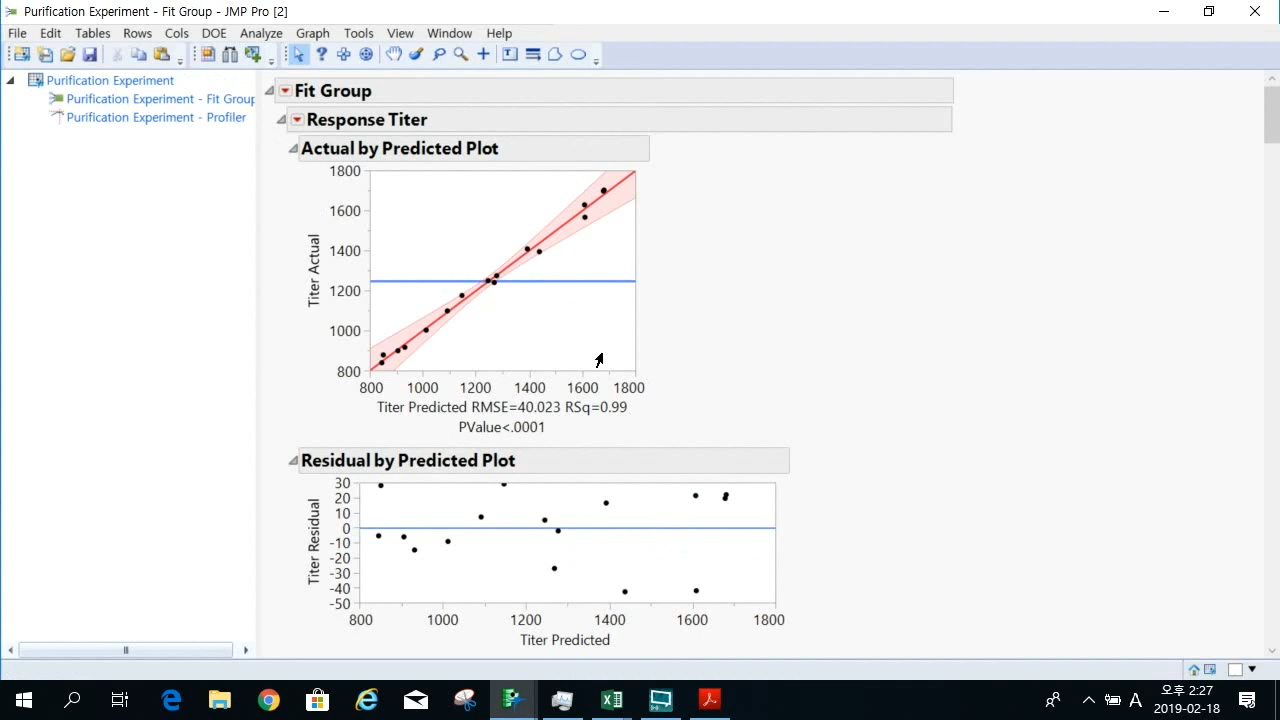 Purification Experiment - Fit Group - JMP Pro [2]
File Edit Tables Rows Cols DOE Analyze Graph Tools View Window Help
Purification Experiment
Purification Experiment - Fit Group
Purification Experiment - Profiler
Fit Group
Response Titer
Actual by Predicted Plot
1800
1600
1400
1200
1000
800
Titer Actual
800 1000 1200 1400 1600 1800
Titer Predicted RMSE=40.023 RSq=0.99
PValue<.0001
Residual by Predicted Plot
30
20
10
0
-10
-20
-30
-40
-50
Titer Residual
800 1000 1200 1400 1600 1800
Titer Predicted
A
오후 2:27
2019-02-18